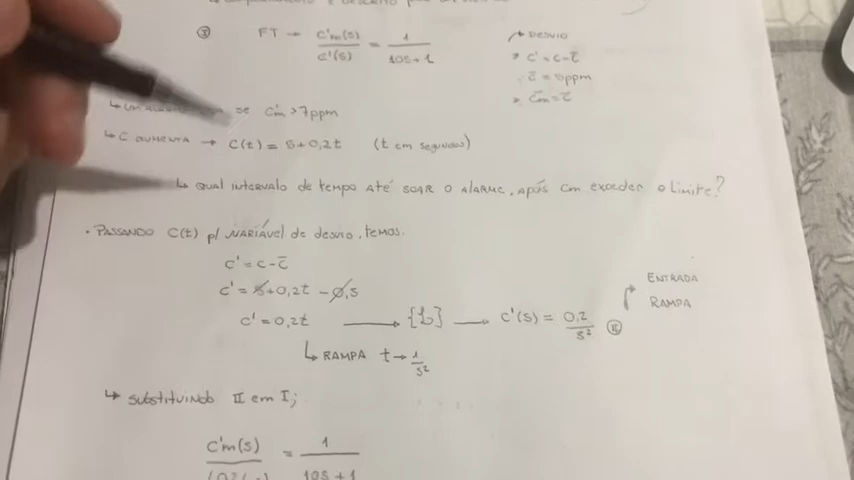 I FT → C'm(s) / C'(s) = 1 / 10s+1
→ DESVIO
• C' = C - C̄
C̄ = 5ppm
• C̄m = C̄
SE C'm > 7ppm
↳ C AUMENTA → C(t) = 5+0,2t (t em segundos)
↳ QUAL INTERVALO DE TEMPO ATÉ SOAR O ALARME, APÓS Cm EXCEDER O LIMITE?
• PASSANDO C(t) p/ VARIÁVEL de desvio, temos.
C' = C - C̄
C' = 5+0,2t
C' = 0,2t → {L} → C'(s) = 0,2 / s² II
ENTRADA
RAMPA
↳ RAMPA t → 1 / s²
↳ SUBSTITUINDO II em I;
C'm(s) = 1
10s+1